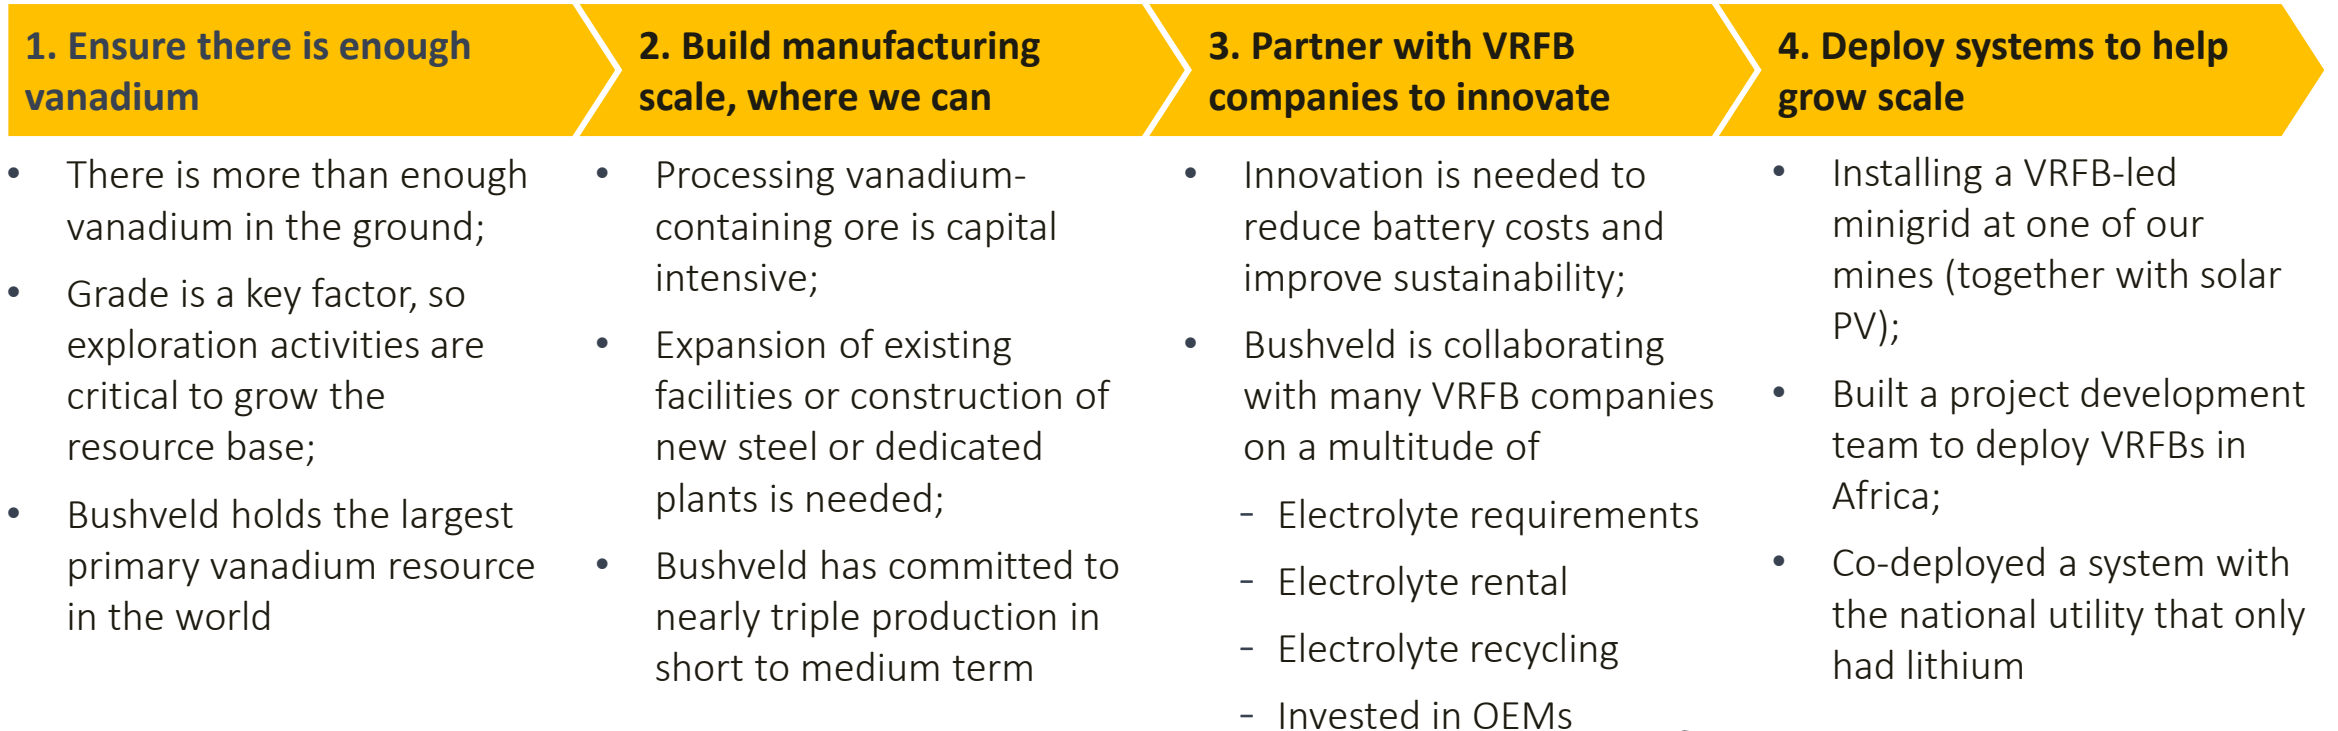 1. Ensure there is enough
vanadium
• There is more than enough
vanadium in the ground;
• Grade is a key factor, so
exploration activities are
critical to grow the
resource base;
• Bushveld holds the largest
primary vanadium resource
in the world
2. Build manufacturing
scale, where we can
• Processing vanadium-
containing ore is capital
intensive;
• Expansion of existing
facilities or construction of
new steel or dedicated
plants is needed;
• Bushveld has committed to
nearly triple production in
short to medium term
3. Partner with VRFB
companies to innovate
• Innovation is needed to
reduce battery costs and
improve sustainability;
• Bushveld is collaborating
with many VRFB companies
on a multitude of
- Electrolyte requirements
- Electrolyte rental
- Electrolyte recycling
- Invested in OEMs
4. Deploy systems to help
grow scale
• Installing a VRFB-led
minigrid at one of our
mines (together with solar
PV);
• Built a project development
team to deploy VRFBs in
Africa;
• Co-deployed a system with
the national utility that only
had lithium